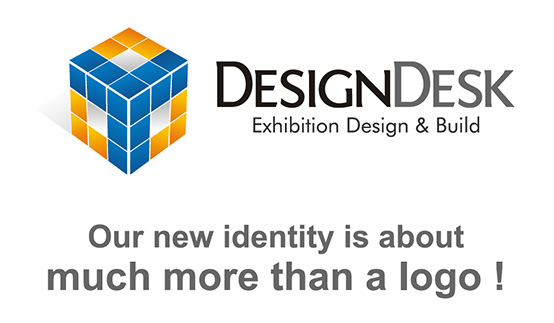 DESIGNDESK
Exhibition Design & Build
Our new identity is about
much more than a logo !